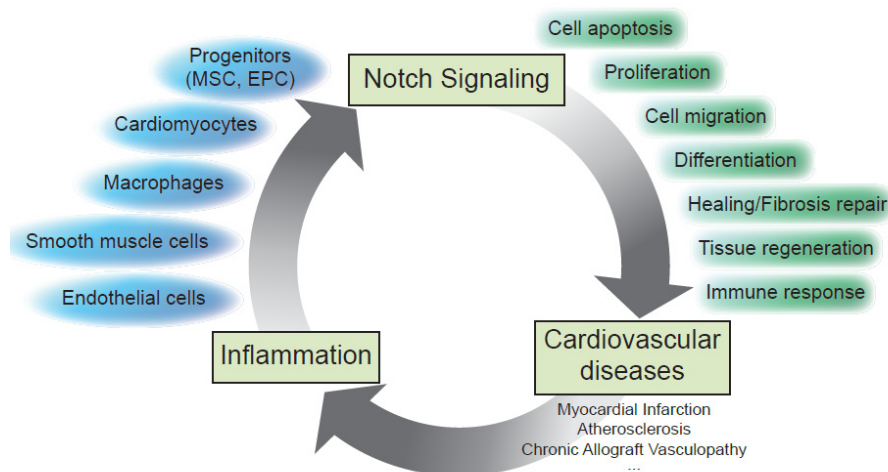 Progenitors
(MSC, EPC)
Cardiomyocytes
Macrophages
Smooth muscle cells
Endothelial cells
Notch Signaling
Cell apoptosis
Proliferation
Cell migration
Differentiation
Healing/Fibrosis repair
Tissue regeneration
Immune response
Inflammation
Cardiovascular
diseases
Myocardial Infarction
Atherosclerosis
Chronic Allograft Vasculopathy
...